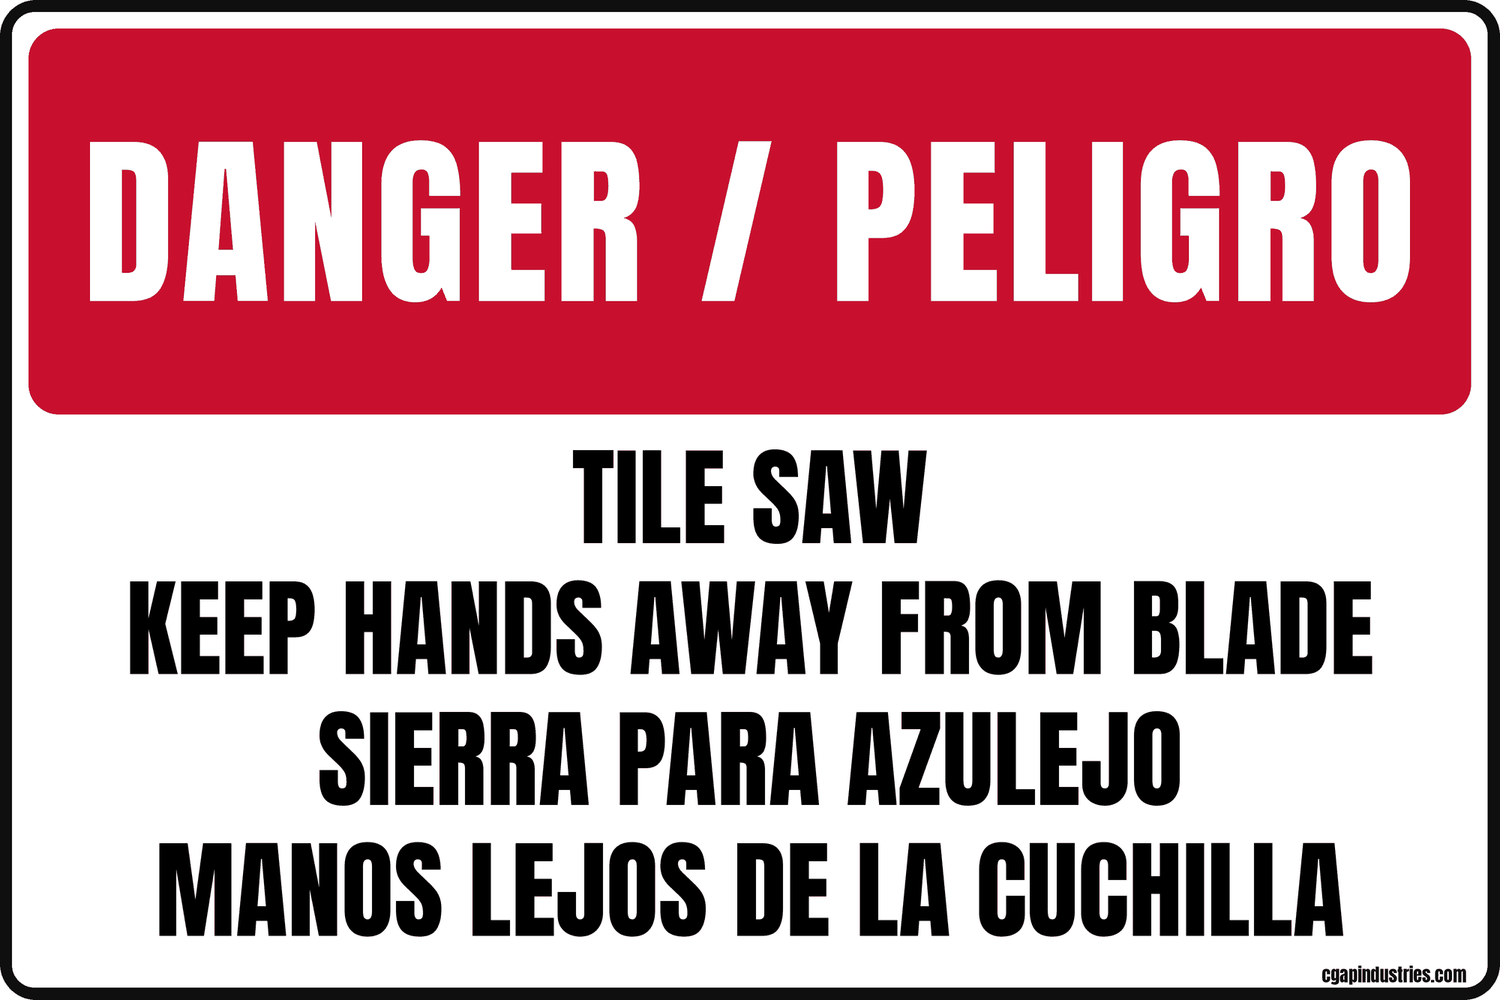 DANGER / PELIGRO
TILE SAW
KEEP HANDS AWAY FROM BLADE
SIERRA PARA AZULEJO
MANOS LEJOS DE LA CUCHILLA
cgapindustries.com